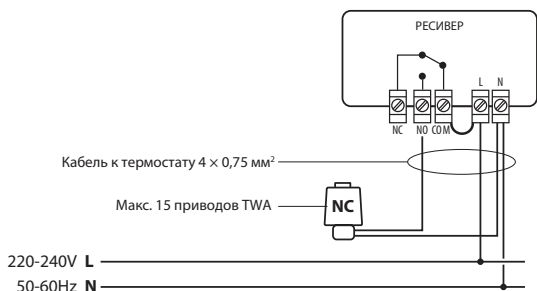 РЕСИВЕР
L N
NC NO COM
Кабель к термостату 4 × 0,75 мм²
Макс. 15 приводов TWA
NC
220-240V L
50-60Hz N